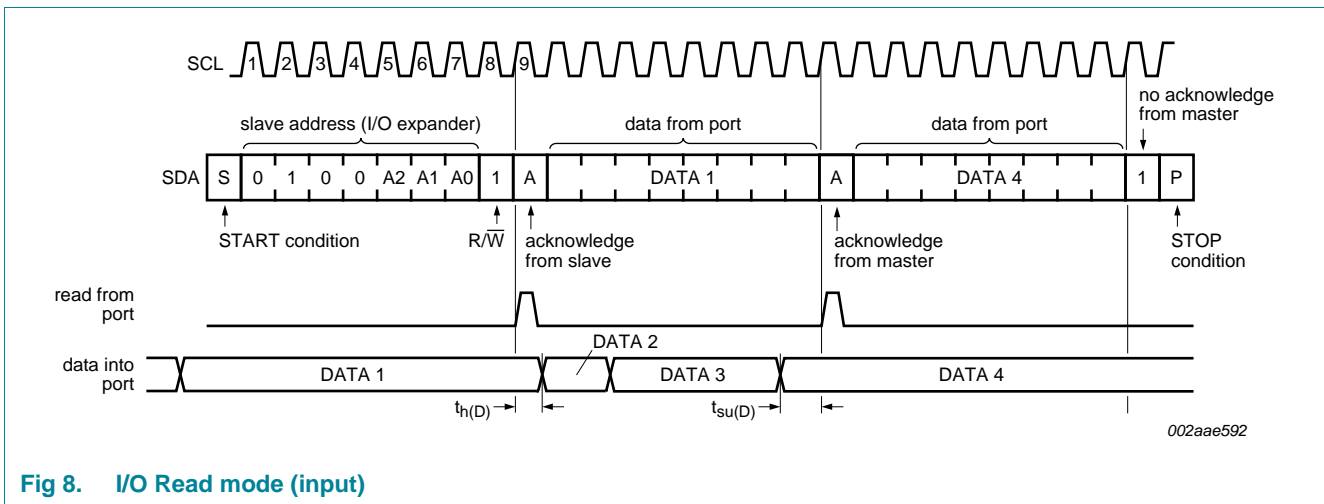 SCL 1 2 3 4 5 6 7 8 9
no acknowledge
from master
slave address (I/O expander) data from port data from port
SDA S 0 1 0 0 A2 A1 A0 1 A DATA 1 A DATA 4 1 P
START condition R/W̅ acknowledge
from slave acknowledge
from master STOP
condition
read from
port
DATA 2
data into
port DATA 1 DATA 3 DATA 4
th(D) tsu(D)
002aae592
Fig 8. I/O Read mode (input)